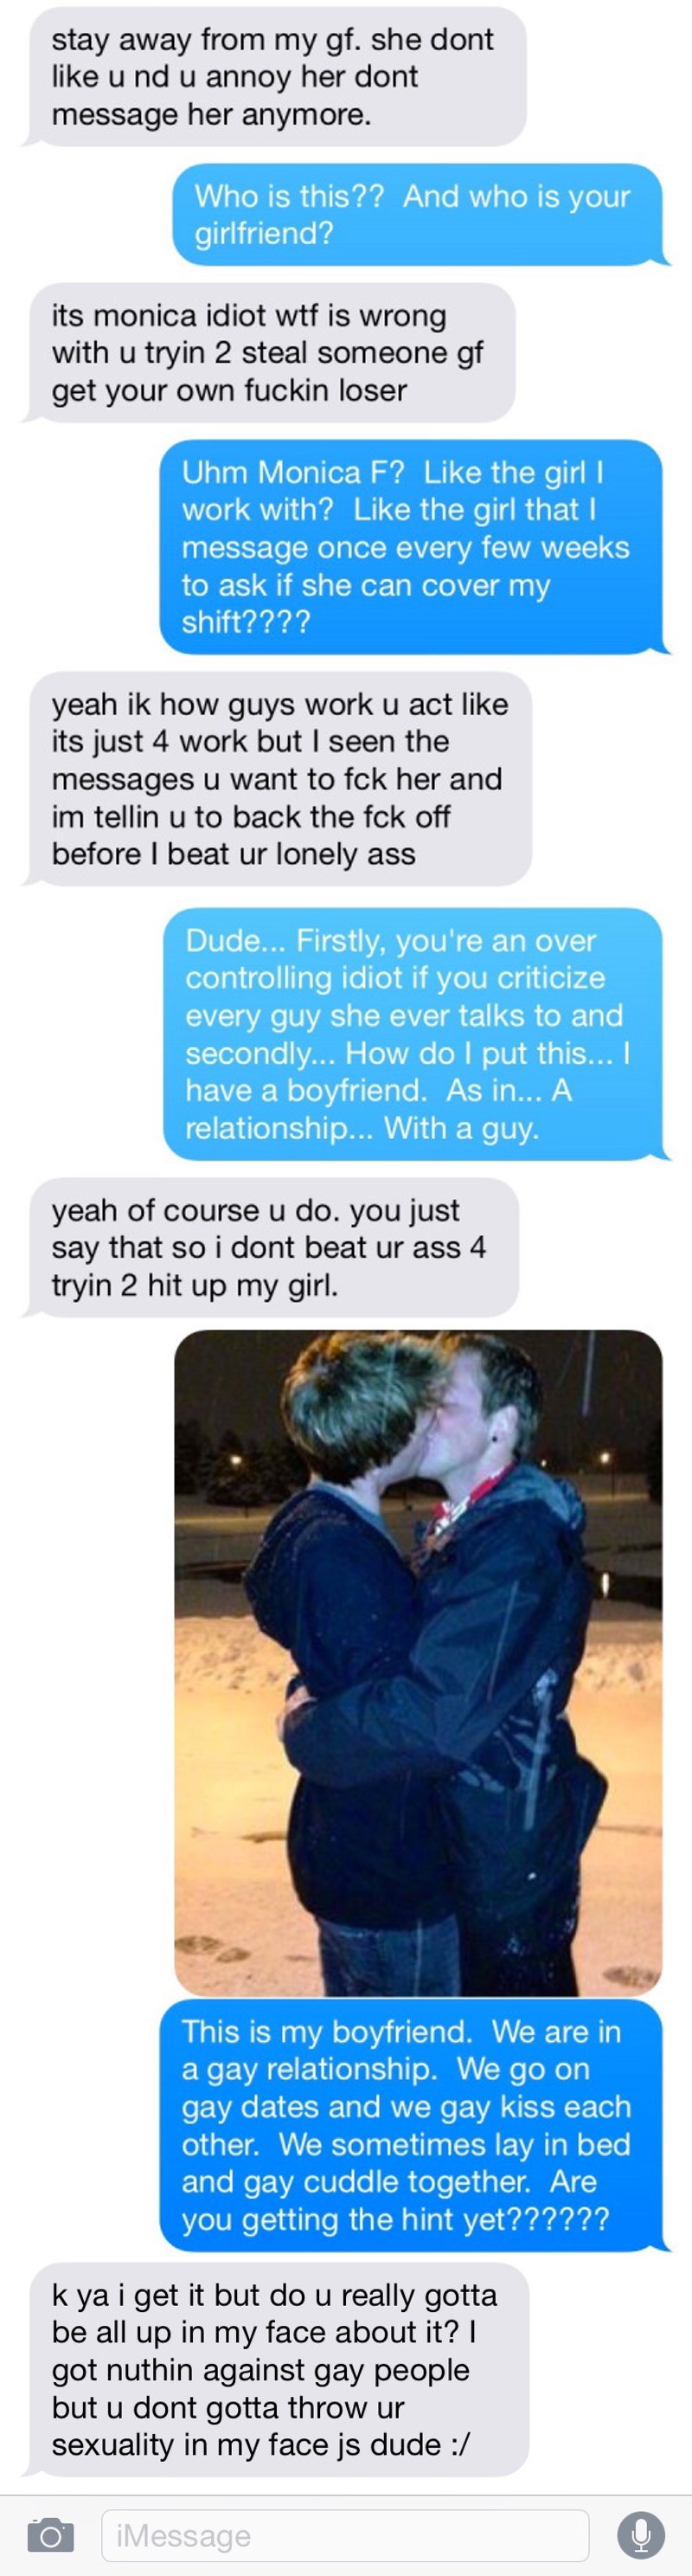 stay away from my gf. she dont
like u nd u annoy her dont
message her anymore.
Who is this??  And who is your
girlfriend?
its monica idiot wtf is wrong
with u tryin 2 steal someone gf
get your own fuckin loser
Uhm Monica F?  Like the girl I
work with?  Like the girl that I
message once every few weeks
to ask if she can cover my
shift????
yeah ik how guys work u act like
its just 4 work but I seen the
messages u want to fck her and
im tellin u to back the fck off
before I beat ur lonely ass
Dude... Firstly, you're an over
controlling idiot if you criticize
every guy she ever talks to and
secondly... How do I put this... I
have a boyfriend.  As in... A
relationship... With a guy.
yeah of course u do. you just
say that so i dont beat ur ass 4
tryin 2 hit up my girl.
This is my boyfriend.  We are in
a gay relationship.  We go on
gay dates and we gay kiss each
other.  We sometimes lay in bed
and gay cuddle together.  Are
you getting the hint yet??????
k ya i get it but do u really gotta
be all up in my face about it? I
got nuthin against gay people
but u dont gotta throw ur
sexuality in my face js dude :/
iMessage